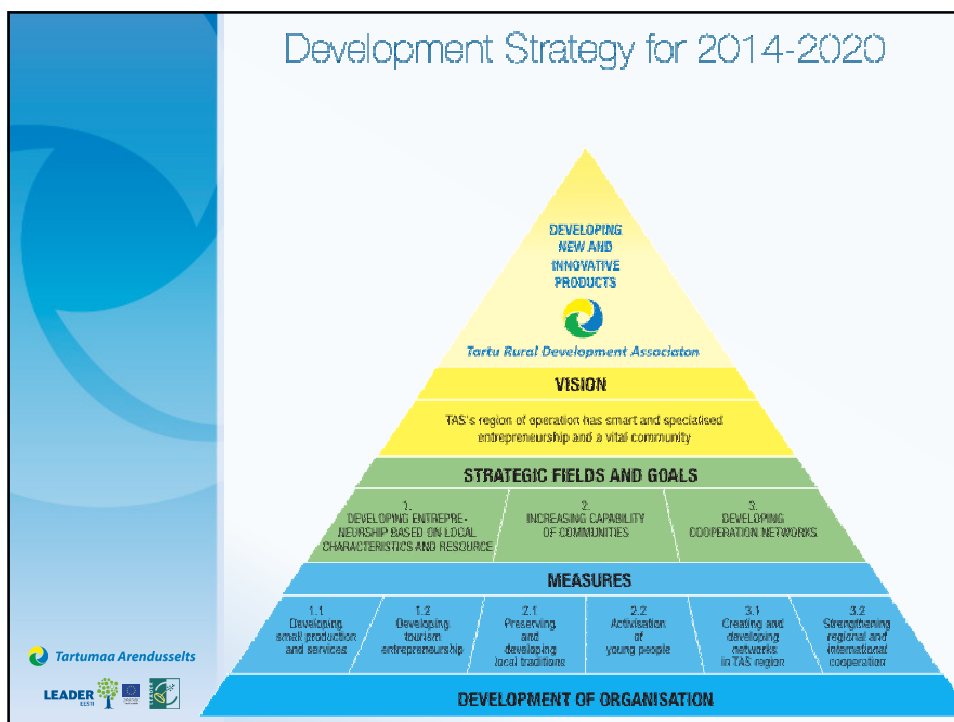 Development Strategy for 2014-2020
DEVELOPING
NEW AND
INNOVATIVE
PRODUCTS
Tartu Rural Development Associaton
VISION
TAS's region of operation has smart and specialised
entrepreneurship and a vital community
STRATEGIC FIELDS AND GOALS
1.
DEVELOPING ENTREPRE-
NEURSHIP BASED ON LOCAL
CHARACTERISTICS AND RESOURCE
2.
INCREASING CAPABILITY
OF COMMUNITIES
3.
DEVELOPING
COOPERATION NETWORKS
MEASURES
1.1
Developing
small production
and services
1.2
Developing
tourism
entrepreneurship
2.1
Preserving
and
developing
local traditions
2.2
Activisation
of
young people
3.1
Creating and
developing
networks
in TAS region
3.2
Strengthening
regional and
international
cooperation
DEVELOPMENT OF ORGANISATION
Tartumaa Arendusselts
LEADER
EESTI